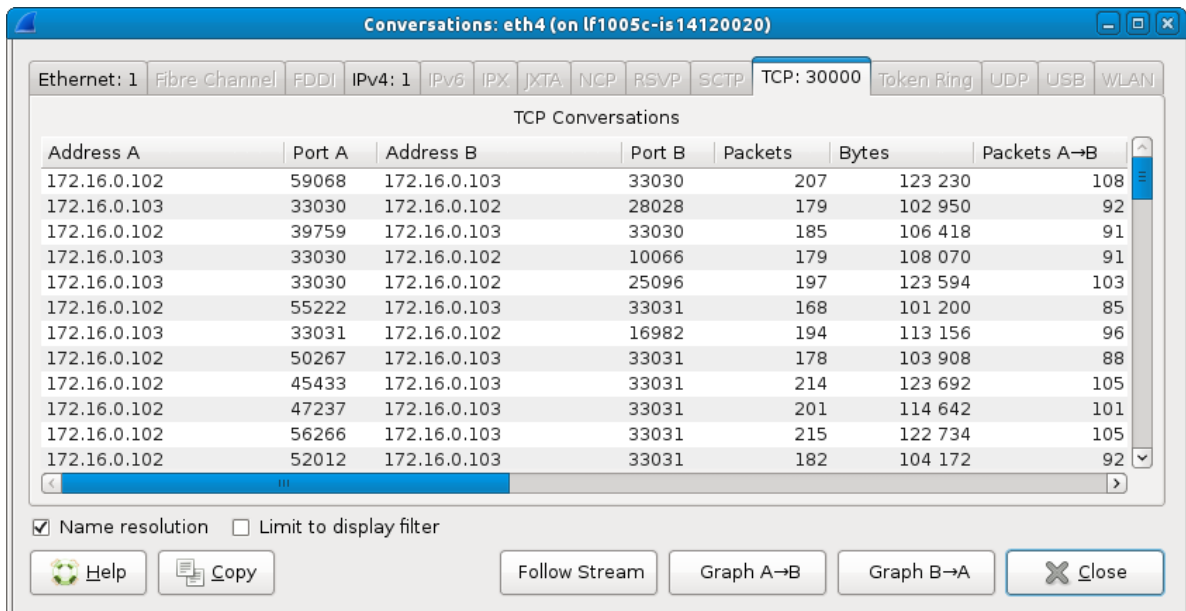 Conversations: eth4 (on lf1005c-is14120020)
Ethernet: 1 Fibre Channel FDDI IPv4: 1 IPv6 IPX JXTA NCP RSVP SCTP TCP: 30000 Token Ring UDP USB WLAN
TCP Conversations
Address A Port A Address B Port B Packets Bytes Packets A→B
172.16.0.102 59068 172.16.0.103 33030 207 123 230 108
172.16.0.103 33030 172.16.0.102 28028 179 102 950 92
172.16.0.102 39759 172.16.0.103 33030 185 106 418 91
172.16.0.103 33030 172.16.0.102 10066 179 108 070 91
172.16.0.103 33030 172.16.0.102 25096 197 123 594 103
172.16.0.102 55222 172.16.0.103 33031 168 101 200 85
172.16.0.103 33031 172.16.0.102 16982 194 113 156 96
172.16.0.102 50267 172.16.0.103 33031 178 103 908 88
172.16.0.102 45433 172.16.0.103 33031 214 123 692 105
172.16.0.102 47237 172.16.0.103 33031 201 114 642 101
172.16.0.102 56266 172.16.0.103 33031 215 122 734 105
172.16.0.102 52012 172.16.0.103 33031 182 104 172 92
Name resolution Limit to display filter
Help Copy Follow Stream Graph A→B Graph B→A Close